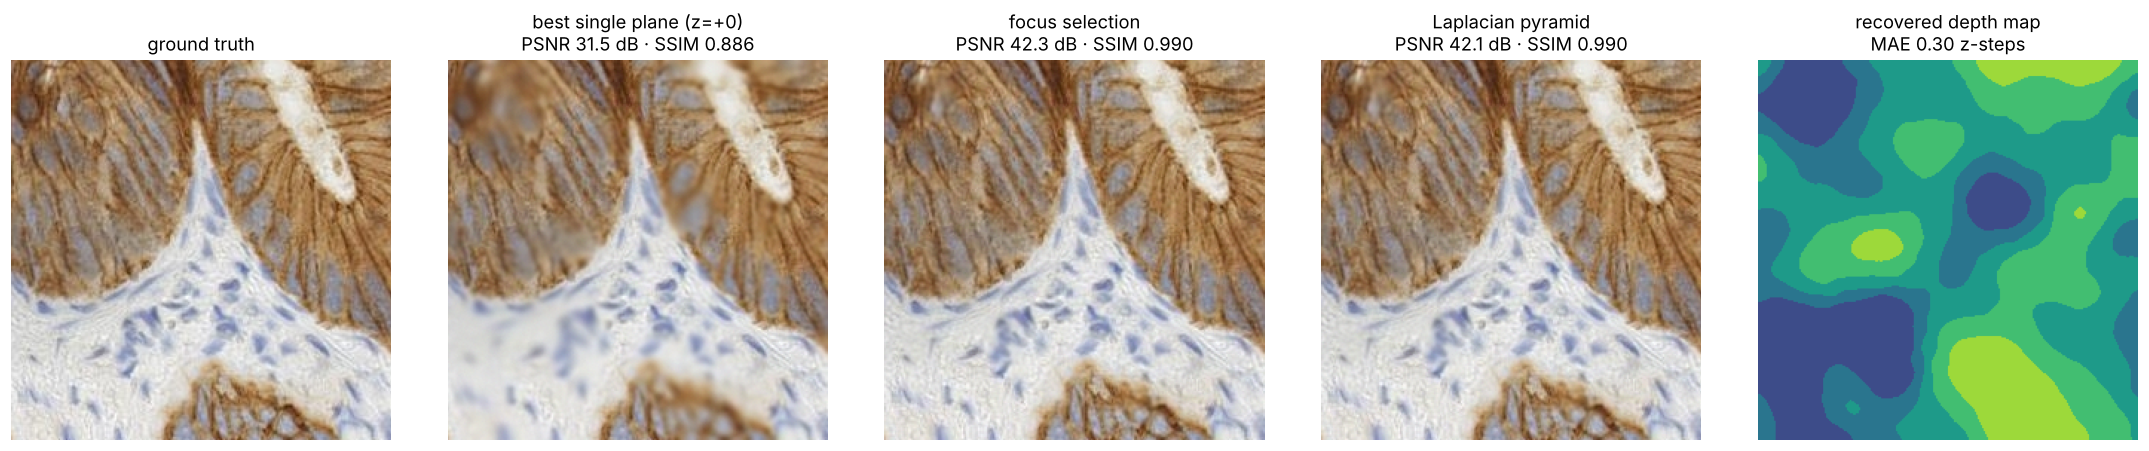 ground truth
best single plane (z=+0)
PSNR 31.5 dB · SSIM 0.886
focus selection
PSNR 42.3 dB · SSIM 0.990
Laplacian pyramid
PSNR 42.1 dB · SSIM 0.990
recovered depth map
MAE 0.30 z-steps